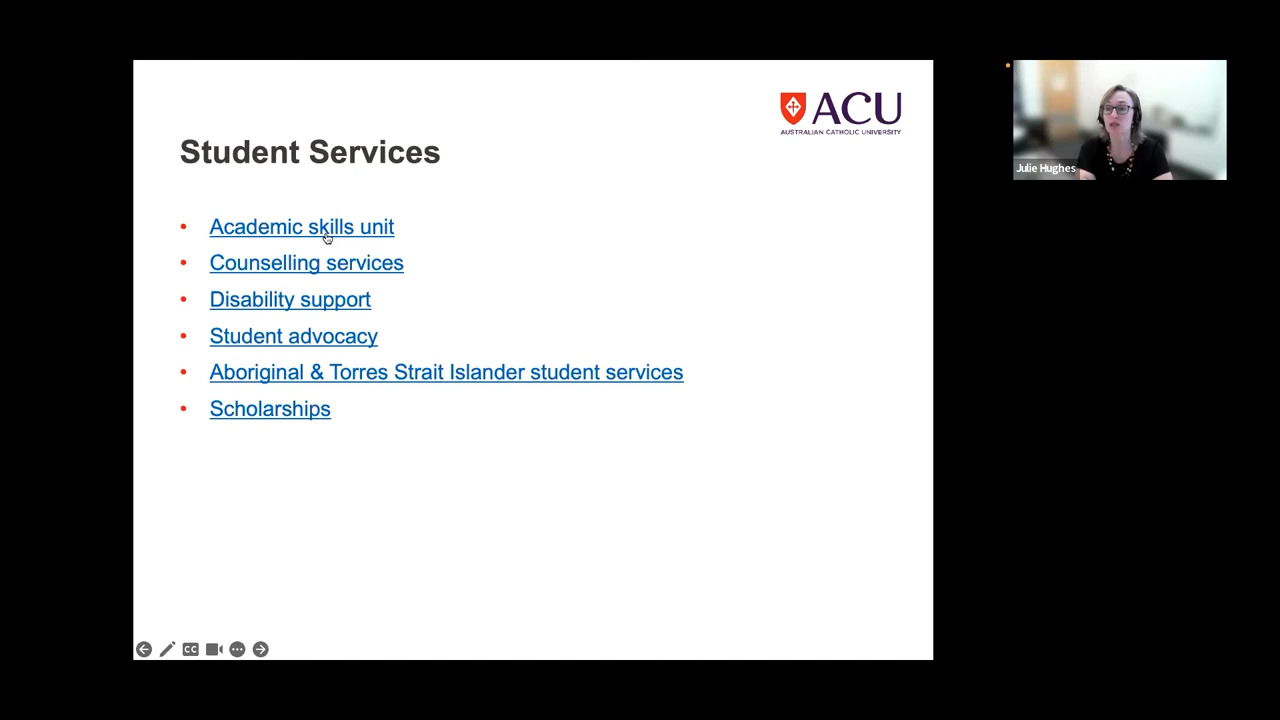 ACU
AUSTRALIAN CATHOLIC UNIVERSITY
Student Services
• Academic skills unit
• Counselling services
• Disability support
• Student advocacy
• Aboriginal & Torres Strait Islander student services
• Scholarships
CC
Julie Hughes